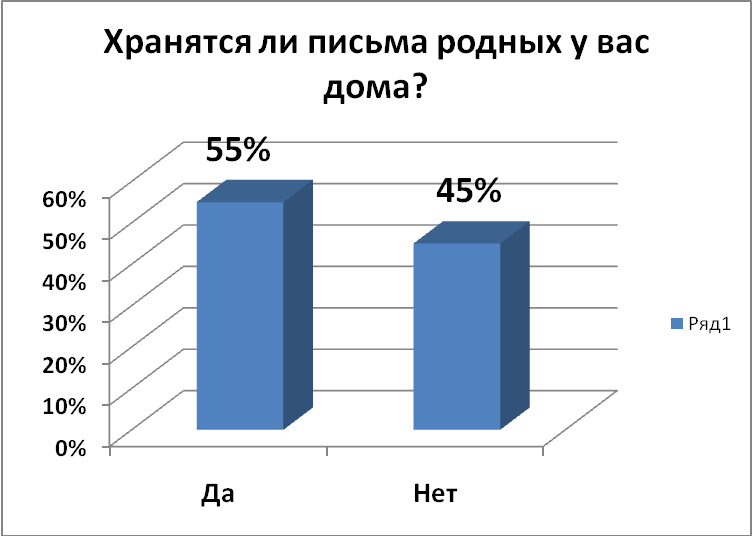 Хранятся ли письма родных у вас
дома?
55%
45%
60%
50%
40%
30%
20%
10%
0%
Да
Нет
Ряд1